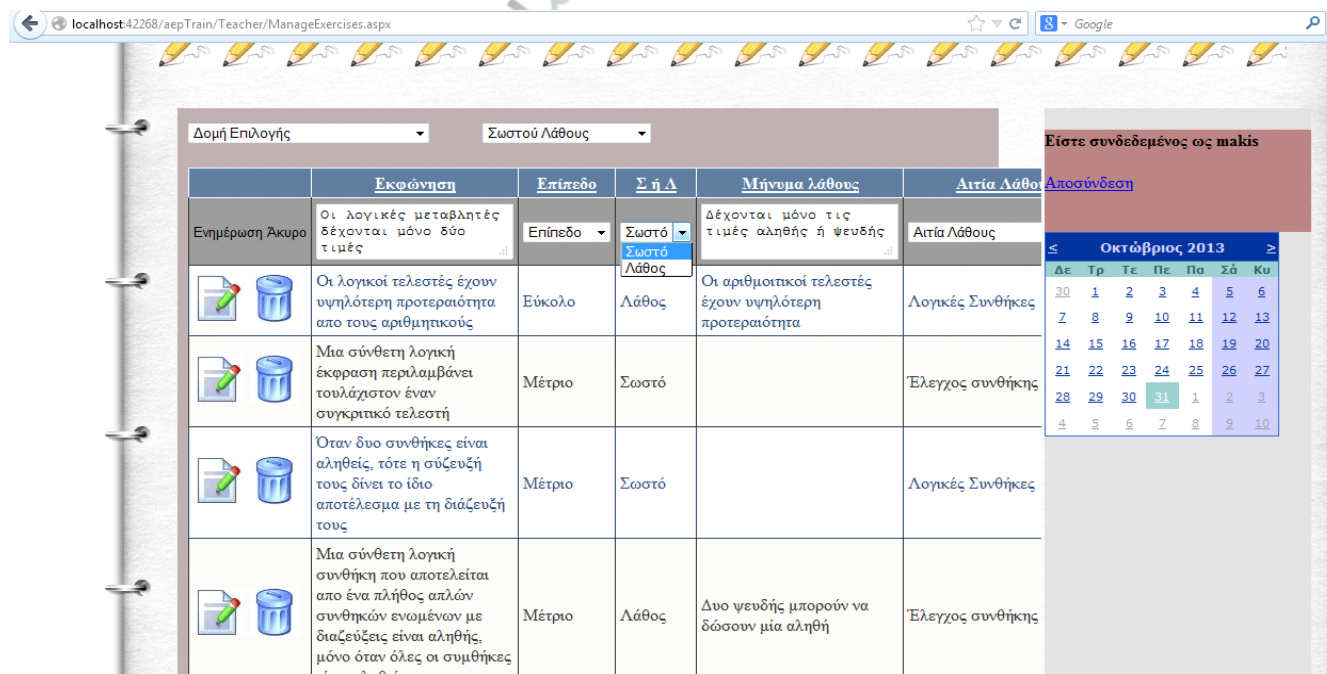 localhost:42268/aepTrain/Teacher/ManageExercises.aspx
Google
Δομή Επιλογής Σωστού Λάθους
Εκφώνηση Επίπεδο Σ ή Λ Μήνυμα λάθους Αιτία Λάθου
Ενημέρωση Άκυρο
Οι λογικές μεταβλητές
δέχονται μόνο δύο
τιμές
Επίπεδο
Σωστό
Σωστό
Λάθος
Δέχονται μόνο τις
τιμές αληθής ή ψευδής
Αιτία Λάθους
Οι λογικοί τελεστές έχουν
υψηλότερη προτεραιότητα
απο τους αριθμητικούς
Εύκολο
Λάθος
Οι αριθμοιτικοί τελεστές
έχουν υψηλότερη
προτεραιότητα
Λογικές Συνθήκες
Μια σύνθετη λογική
έκφραση περιλαμβάνει
τουλάχιστον έναν
συγκριτικό τελεστή
Μέτριο
Σωστό
Έλεγχος συνθήκης
Όταν δυο συνθήκες είναι
αληθείς, τότε η σύζευξή
τους δίνει το ίδιο
αποτέλεσμα με τη διάζευξή
τους
Μέτριο
Σωστό
Λογικές Συνθήκες
Μια σύνθετη λογική
συνθήκη που αποτελείται
απο ένα πλήθος απλών
συνθηκών ενωμένων με
διαζεύξεις είναι αληθής,
μόνο όταν όλες οι συμθήκες
Μέτριο
Λάθος
Δυο ψευδής μπορούν να
δώσουν μία αληθή
Έλεγχος συνθήκης
Είστε συνδεδεμένος ως makis
Αποσύνδεση
< Οκτώβριος 2013 >
Δε Τρ Τε Πε Πα Σά Κυ
30 1 2 3 4 5 6
7 8 9 10 11 12 13
14 15 16 17 18 19 20
21 22 23 24 25 26 27
28 29 30 31 1 2 3
4 5 6 7 8 9 10